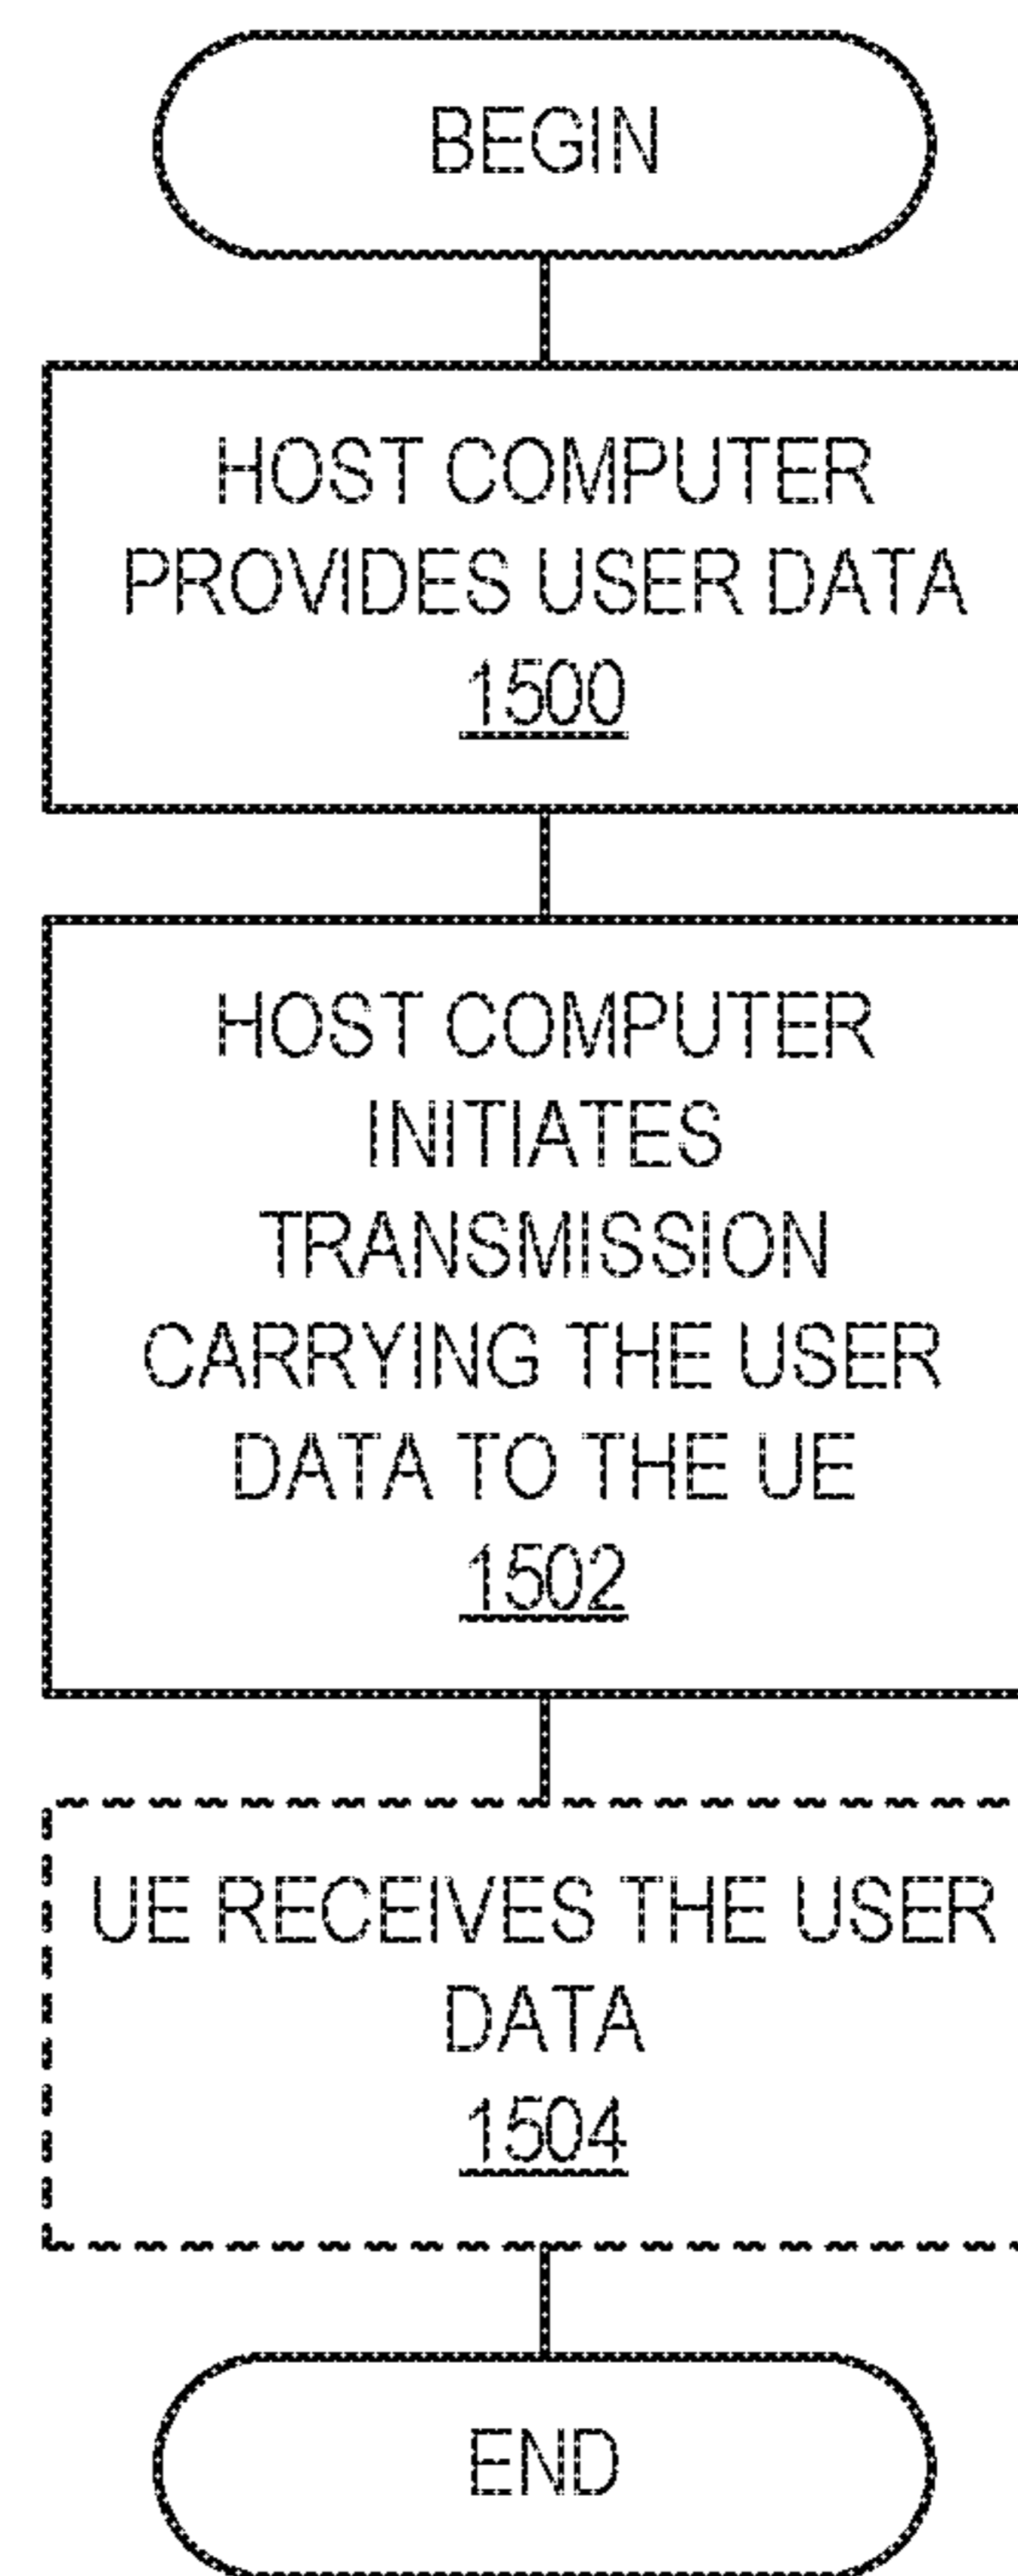 BEGIN
HOST COMPUTER
PROVIDES USER DATA
1500
HOST COMPUTER
INITIATES
TRANSMISSION
CARRYING THE USER
DATA TO THE UE
1502
UE RECEIVES THE USER
DATA
1504
END